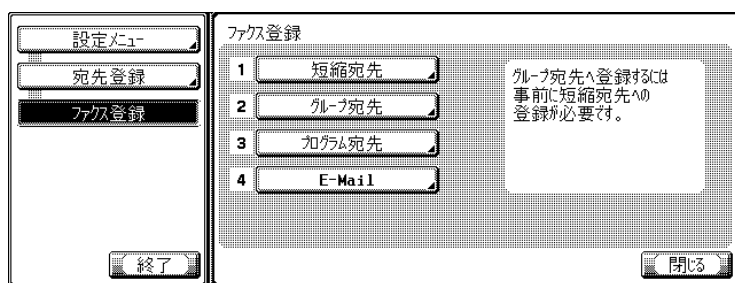 設定ﾒﾆｭｰ
宛先登録
ﾌｧｸｽ登録
終了
ﾌｧｸｽ登録
1 短縮宛先
2 ｸﾞﾙｰﾌﾟ宛先
3 ﾌﾟﾛｸﾞﾗﾑ宛先
4 E-Mail
ｸﾞﾙｰﾌﾟ宛先へ登録するには
事前に短縮宛先への
登録が必要です。
閉じる